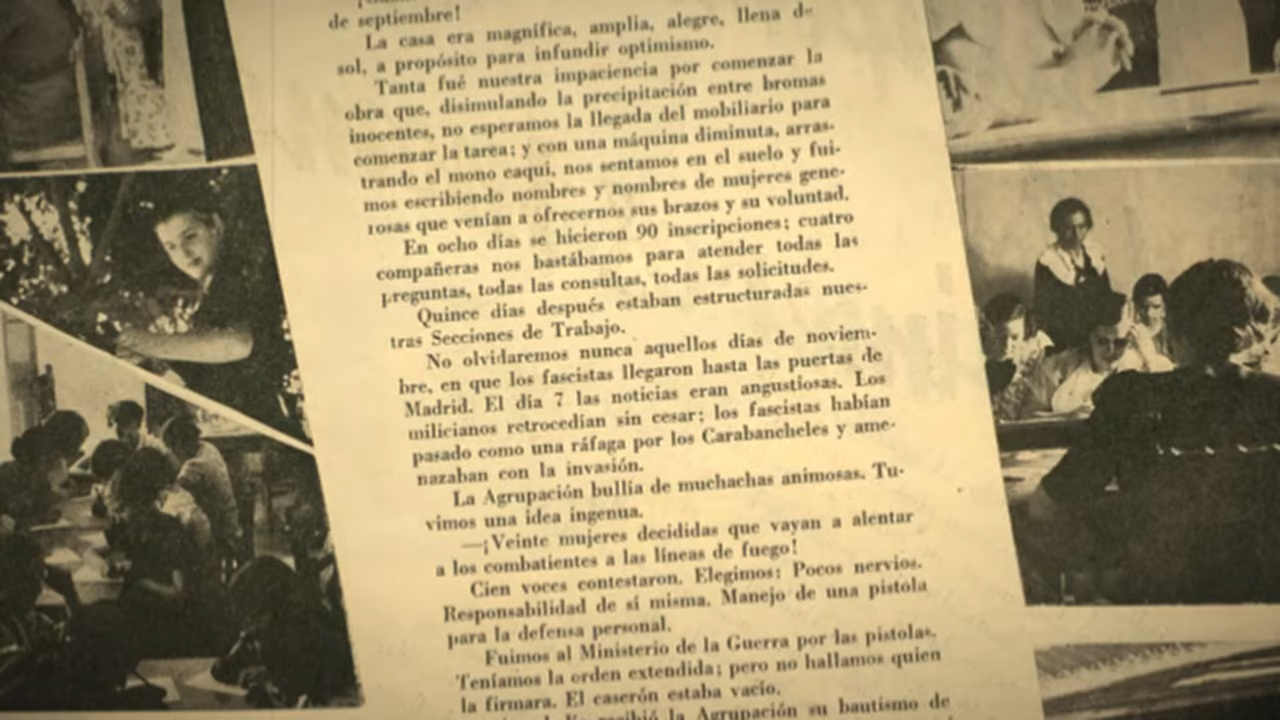 de septiembre!
La casa era magnífica, amplia, alegre, llena de
sol, a propósito para infundir optimismo.
Tanta fué nuestra impaciencia por comenzar la
obra que, disimulando la precipitación entre bromas
inocentes, no esperamos la llegada del mobiliario para
comenzar la tarea; y con una máquina diminuta, arras-
trando el mono caqui, nos sentamos en el suelo y fui-
mos escribiendo nombres y nombres de mujeres gene-
rosas que venían a ofrecernos sus brazos y su voluntad.
En ocho días se hicieron 90 inscripciones; cuatro
compañeras nos bastábamos para atender todas las
preguntas, todas las consultas, todas las solicitudes.
Quince días después estaban estructuradas nues-
tras Secciones de Trabajo.
No olvidaremos nunca aquellos días de noviem-
bre, en que los fascistas llegaron hasta las puertas de
Madrid. El día 7 las noticias eran angustiosas. Los
milicianos retrocedían sin cesar; los fascistas habían
pasado como una ráfaga por los Carabancheles y ame-
nazaban con la invasión.
La Agrupación bullía de muchachas animosas. Tu-
vimos una idea ingenua.
—¡Veinte mujeres decididas que vayan a alentar
a los combatientes a las líneas de fuego!
Cien voces contestaron. Elegimos: Pocos nervios.
Responsabilidad de sí misma. Manejo de una pistola
para la defensa personal.
Fuimos al Ministerio de la Guerra por las pistolas.
Teníamos la orden extendida; pero no hallamos quien
la firmara. El caserón estaba vacío.
recibió la Agrupación su bautismo de